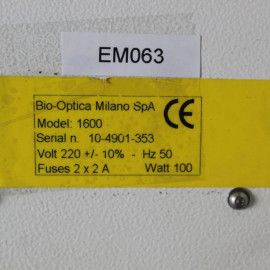 EM063
Bio-Optica Milano SpA
Model: 1600
Serial n. 10-4901-353
Volt 220 +/- 10% - Hz 50
Fuses 2 x 2 A Watt 100
CE